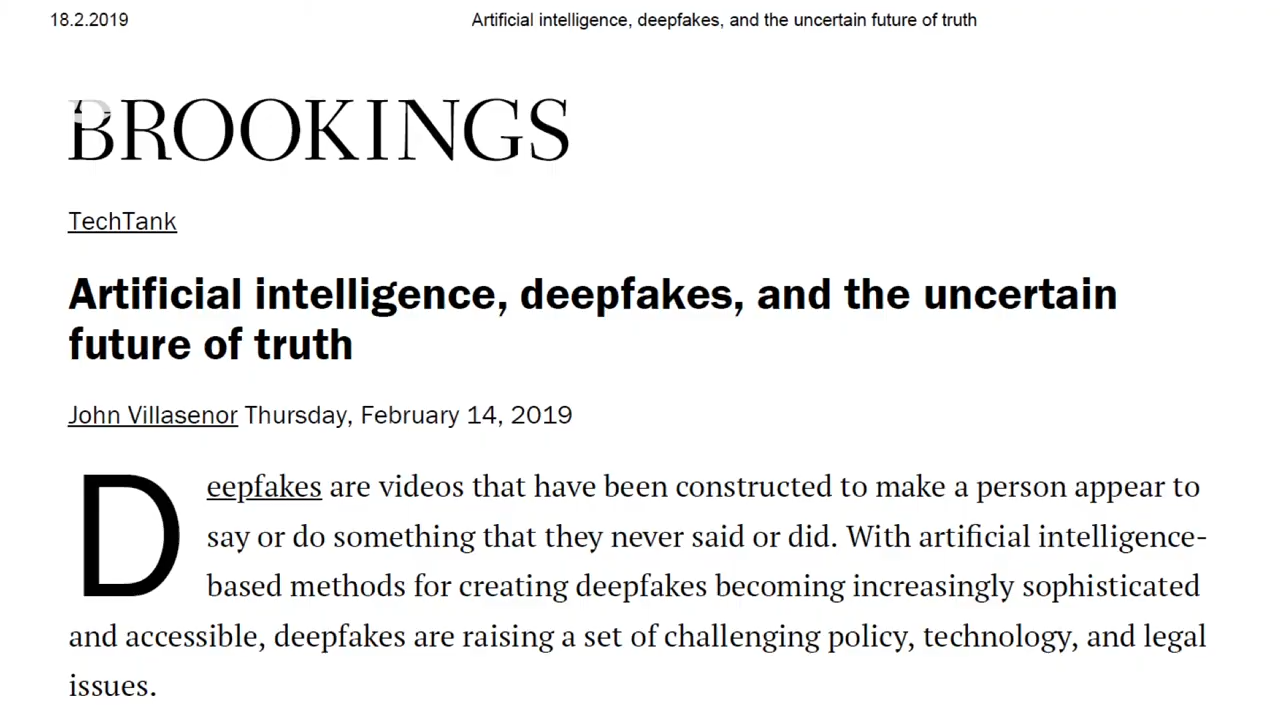 18.2.2019
Artificial intelligence, deepfakes, and the uncertain future of truth
BROOKINGS
TechTank
Artificial intelligence, deepfakes, and the uncertain
future of truth
John Villasenor Thursday, February 14, 2019
Deepfakes are videos that have been constructed to make a person appear to
say or do something that they never said or did. With artificial intelligence-
based methods for creating deepfakes becoming increasingly sophisticated
and accessible, deepfakes are raising a set of challenging policy, technology, and legal
issues.